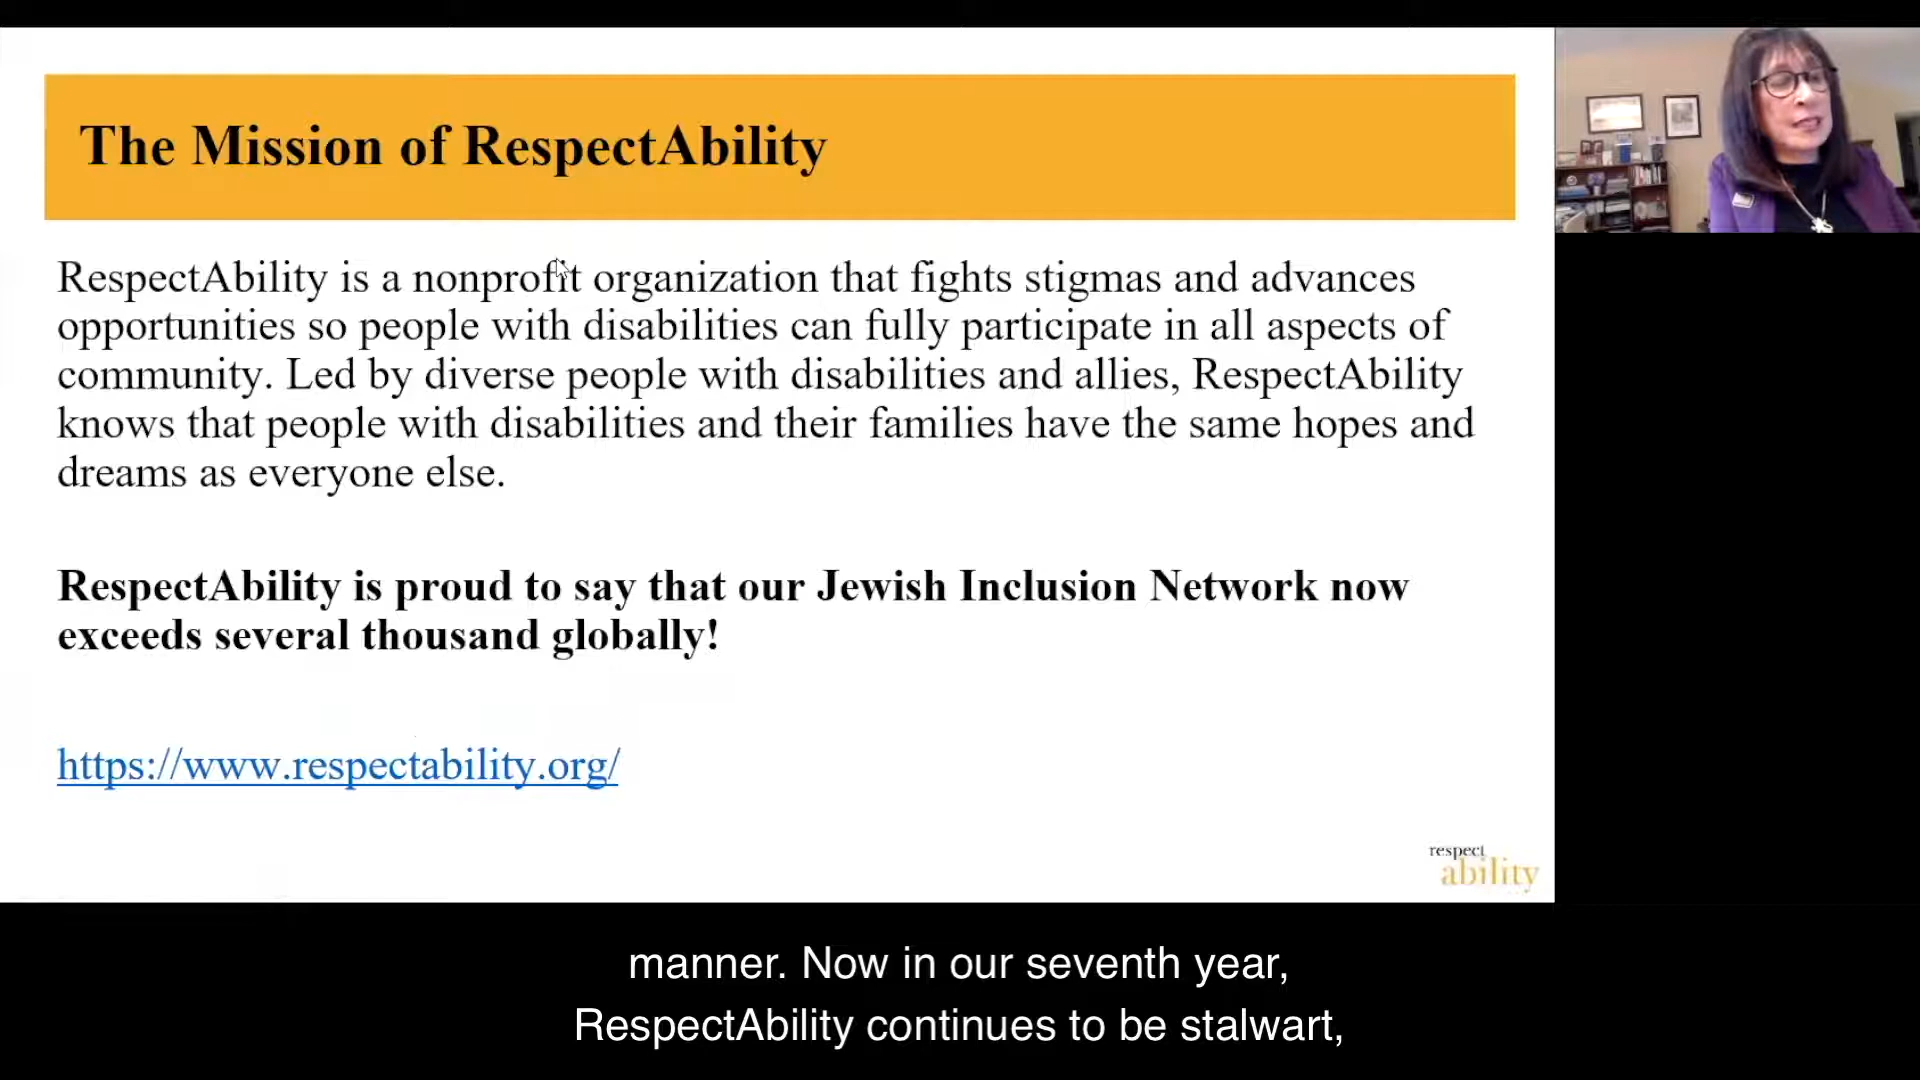 The Mission of RespectAbility
RespectAbility is a nonprofit organization that fights stigmas and advances
opportunities so people with disabilities can fully participate in all aspects of
community. Led by diverse people with disabilities and allies, RespectAbility
knows that people with disabilities and their families have the same hopes and
dreams as everyone else.
RespectAbility is proud to say that our Jewish Inclusion Network now
exceeds several thousand globally!
https://www.respectability.org/
respect
ability
manner. Now in our seventh year,
RespectAbility continues to be stalwart,